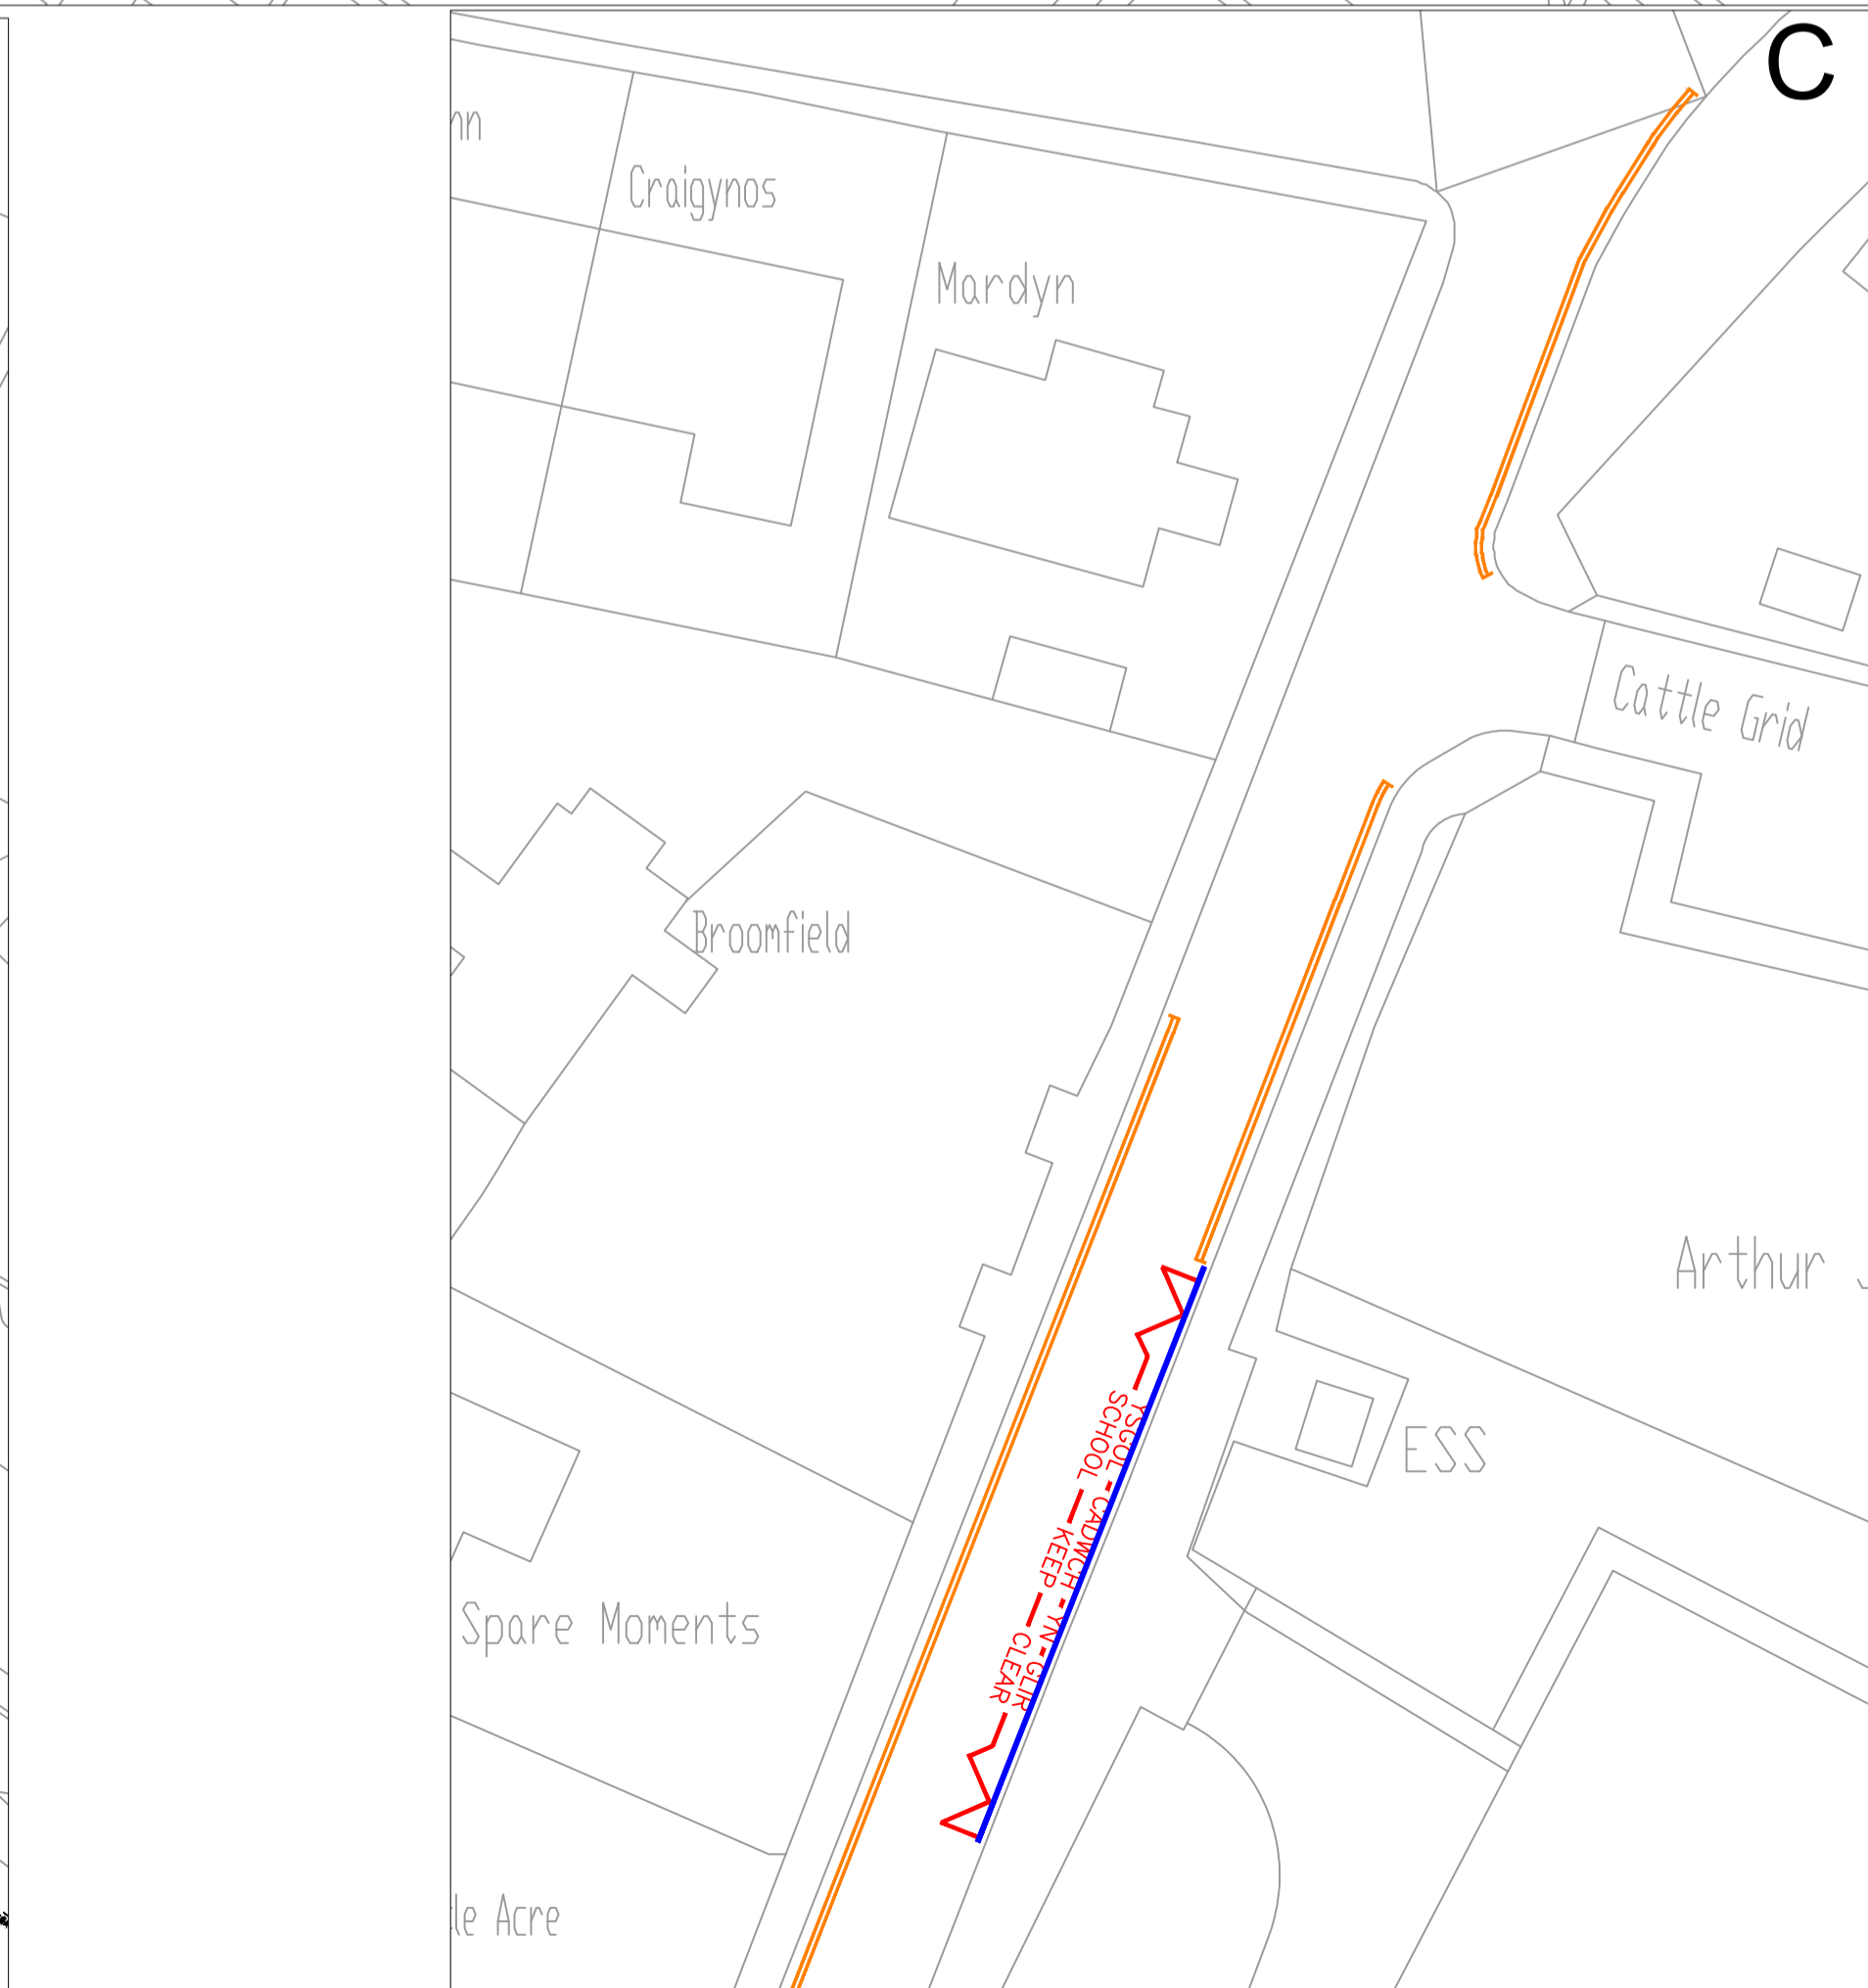 C
nn
Craigynos
Mardyn
Cattle Grid
Broomfield
Arthur
YSGOL CADWCH YN GLIR
SCHOOL KEEP CLEAR
ESS
Spare Moments
le Acre